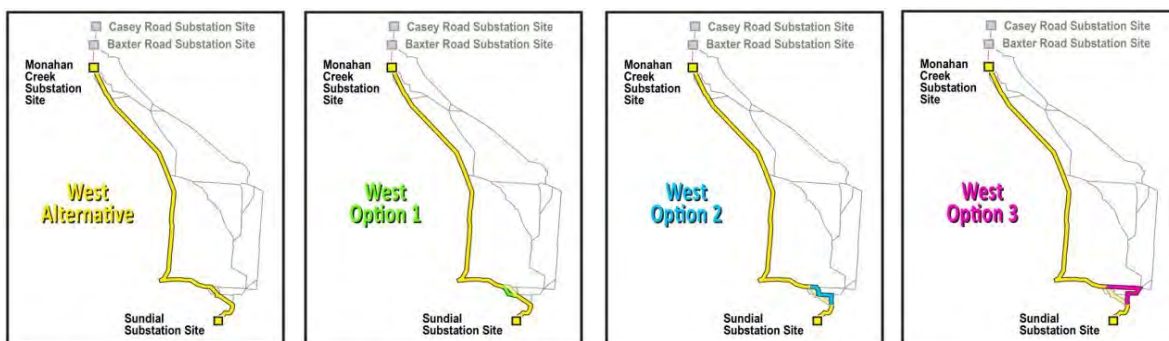 Casey Road Substation Site
Baxter Road Substation Site
Monahan
Creek
Substation
Site
West
Alternative
Sundial
Substation Site
Casey Road Substation Site
Baxter Road Substation Site
Monahan
Creek
Substation
Site
West
Option 1
Sundial
Substation Site
Casey Road Substation Site
Baxter Road Substation Site
Monahan
Creek
Substation
Site
West
Option 2
Sundial
Substation Site
Casey Road Substation Site
Baxter Road Substation Site
Monahan
Creek
Substation
Site
West
Option 3
Sundial
Substation Site